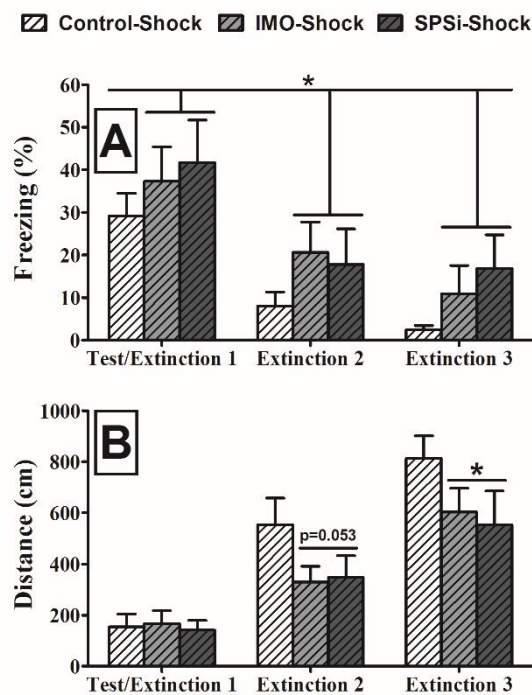 Control-Shock IMO-Shock SPSi-Shock
*
A
Freezing (%)
60
50
40
30
20
10
0
Test/Extinction 1 Extinction 2 Extinction 3
B
Distance (cm)
1000
800
600
400
200
0
p=0.053
*
Test/Extinction 1 Extinction 2 Extinction 3